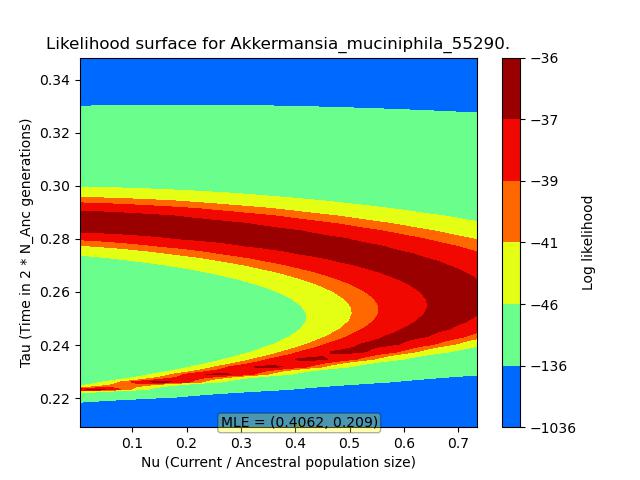 Likelihood surface for Akkermansia_muciniphila_55290.
Tau (Time in 2 * N_Anc generations)
0.34
0.32
0.30
0.28
0.26
0.24
0.22
MLE = (0.4062, 0.209)
0.1 0.2 0.3 0.4 0.5 0.6 0.7
Nu (Current / Ancestral population size)
−36
−37
−39
−41
−46
−136
−1036
Log likelihood